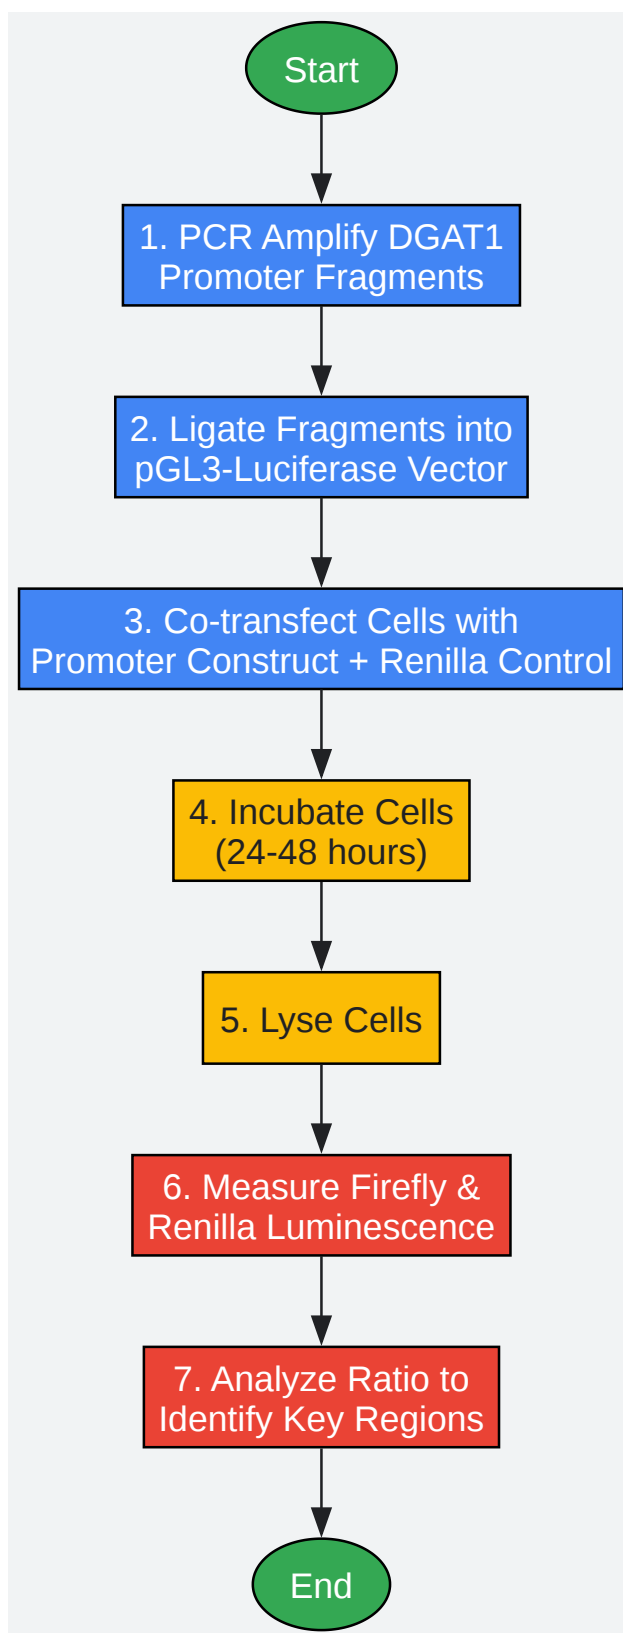 Start
1. PCR Amplify DGAT1
Promoter Fragments
2. Ligate Fragments into
pGL3-Luciferase Vector
3. Co-transfect Cells with
Promoter Construct + Renilla Control
4. Incubate Cells
(24-48 hours)
5. Lyse Cells
6. Measure Firefly &
Renilla Luminescence
7. Analyze Ratio to
Identify Key Regions
End